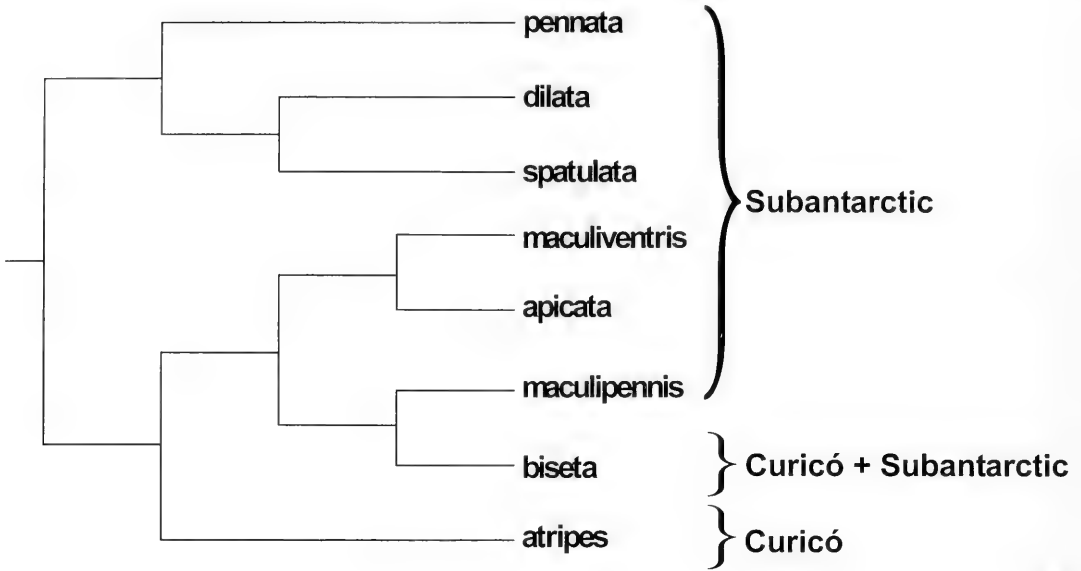 pennata
dilata
spatulata
Subantarctic
maculiventris
apicata
maculipennis
biseta
Curicó + Subantarctic
atripes
Curicó